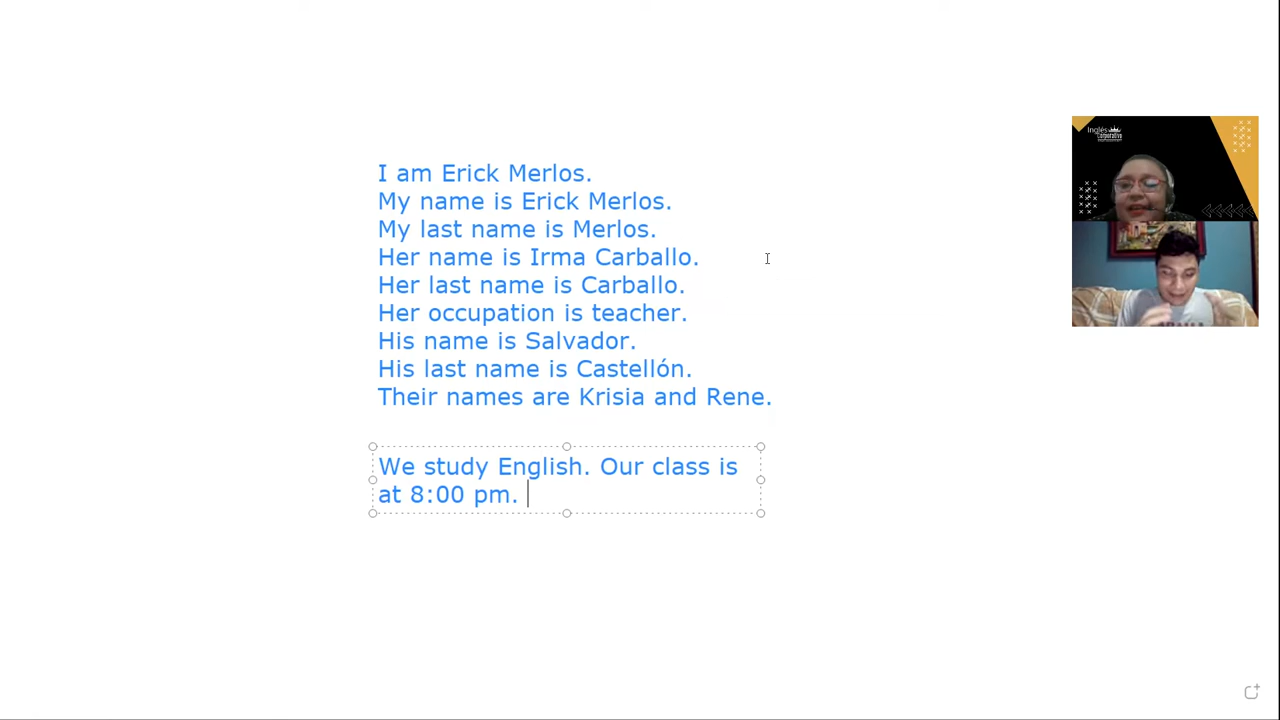 I am Erick Merlos.
My name is Erick Merlos.
My last name is Merlos.
Her name is Irma Carballo.
Her last name is Carballo.
Her occupation is teacher.
His name is Salvador.
His last name is Castellón.
Their names are Krisia and Rene.
We study English. Our class is
at 8:00 pm.
Inglés
Corporativo